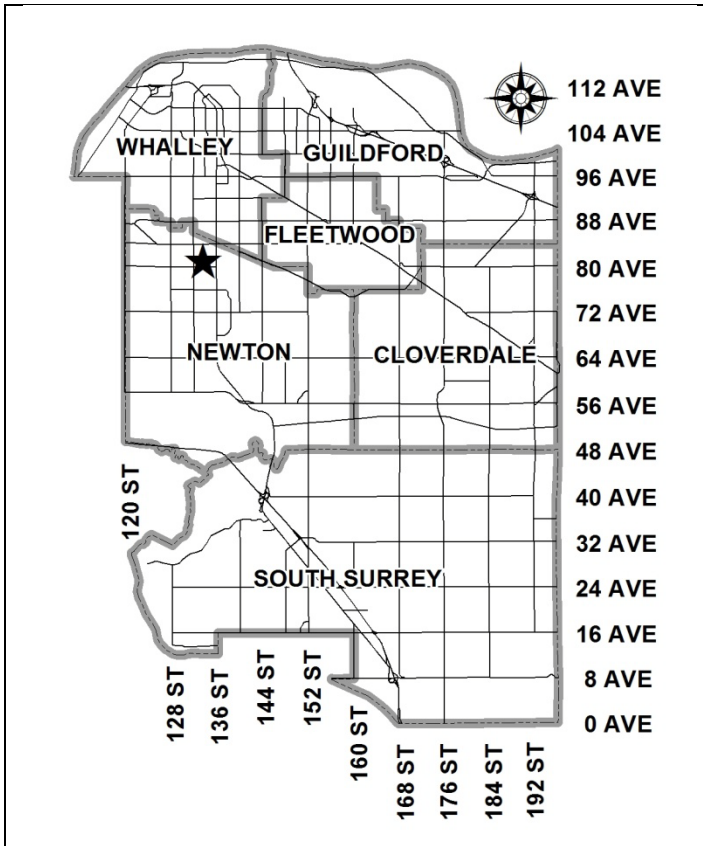 112 AVE
104 AVE
WHALLEY
GUILDFORD
96 AVE
88 AVE
FLEETWOOD
80 AVE
72 AVE
NEWTON
CLOVERDALE
64 AVE
56 AVE
48 AVE
120 ST
40 AVE
32 AVE
SOUTH SURREY
24 AVE
16 AVE
8 AVE
0 AVE
128 ST
136 ST
144 ST
152 ST
160 ST
168 ST
176 ST
184 ST
192 ST